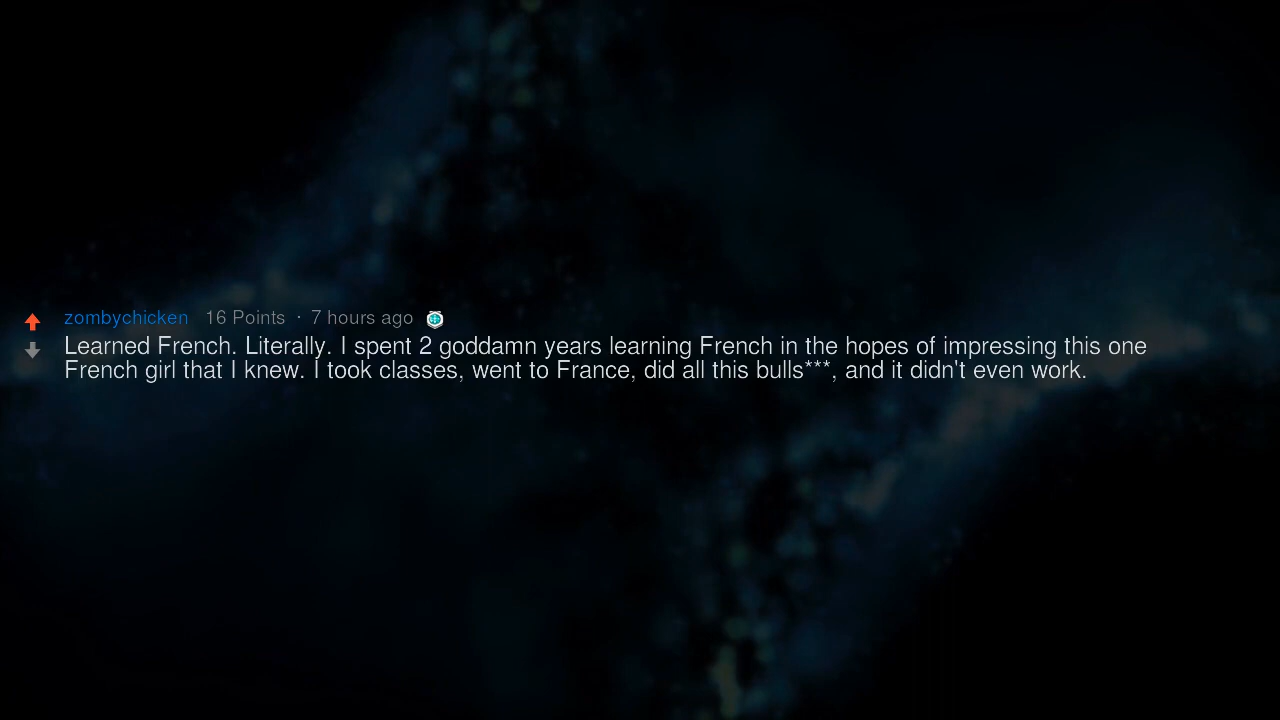 zombychicken 16 Points · 7 hours ago
Learned French. Literally. I spent 2 goddamn years learning French in the hopes of impressing this one
French girl that I knew. I took classes, went to France, did all this bulls***, and it didn't even work.